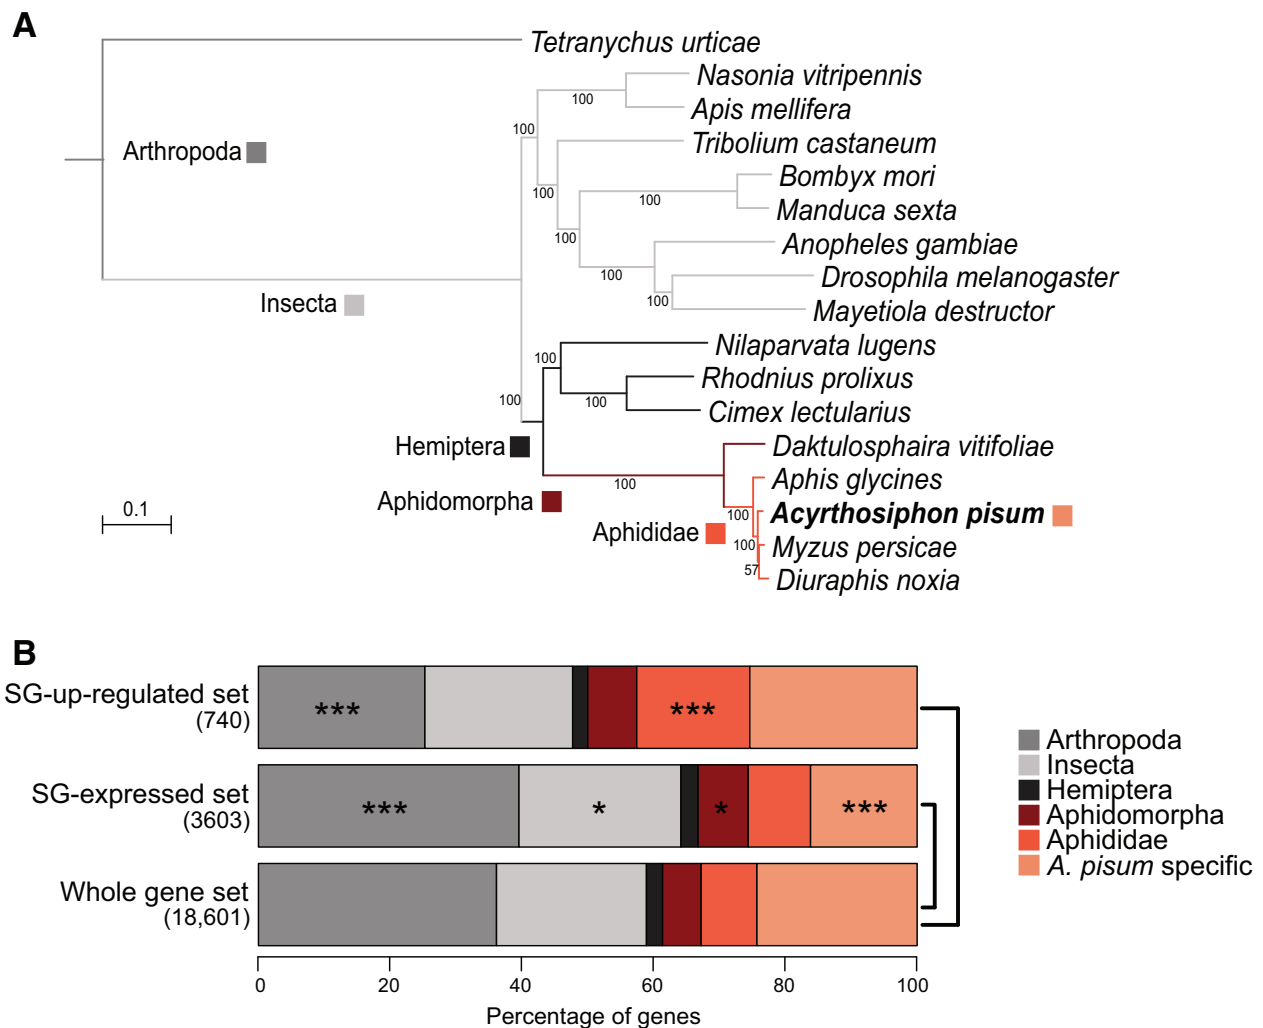 A
Tetranychus urticae
Nasonia vitripennis
100
Apis mellifera
100
Arthropoda
Tribolium castaneum
Bombyx mori
100
100
Manduca sexta
100
Anopheles gambiae
100
Drosophila melanogaster
100
Insecta
Mayetiola destructor
Nilaparvata lugens
100
Rhodnius prolixus
100
100
Cimex lectularius
Hemiptera
Daktulosphaira vitifoliae
100
Aphis glycines
Aphidomorpha
0.1
100
Acyrthosiphon pisum
Aphididae
100
Myzus persicae
57
Diuraphis noxia
B
SG-up-regulated set
(740)
***
***
SG-expressed set
(3603)
***
*
*
***
Whole gene set
(18,601)
0 20 40 60 80 100
Percentage of genes
Arthropoda
Insecta
Hemiptera
Aphidomorpha
Aphididae
A. pisum specific